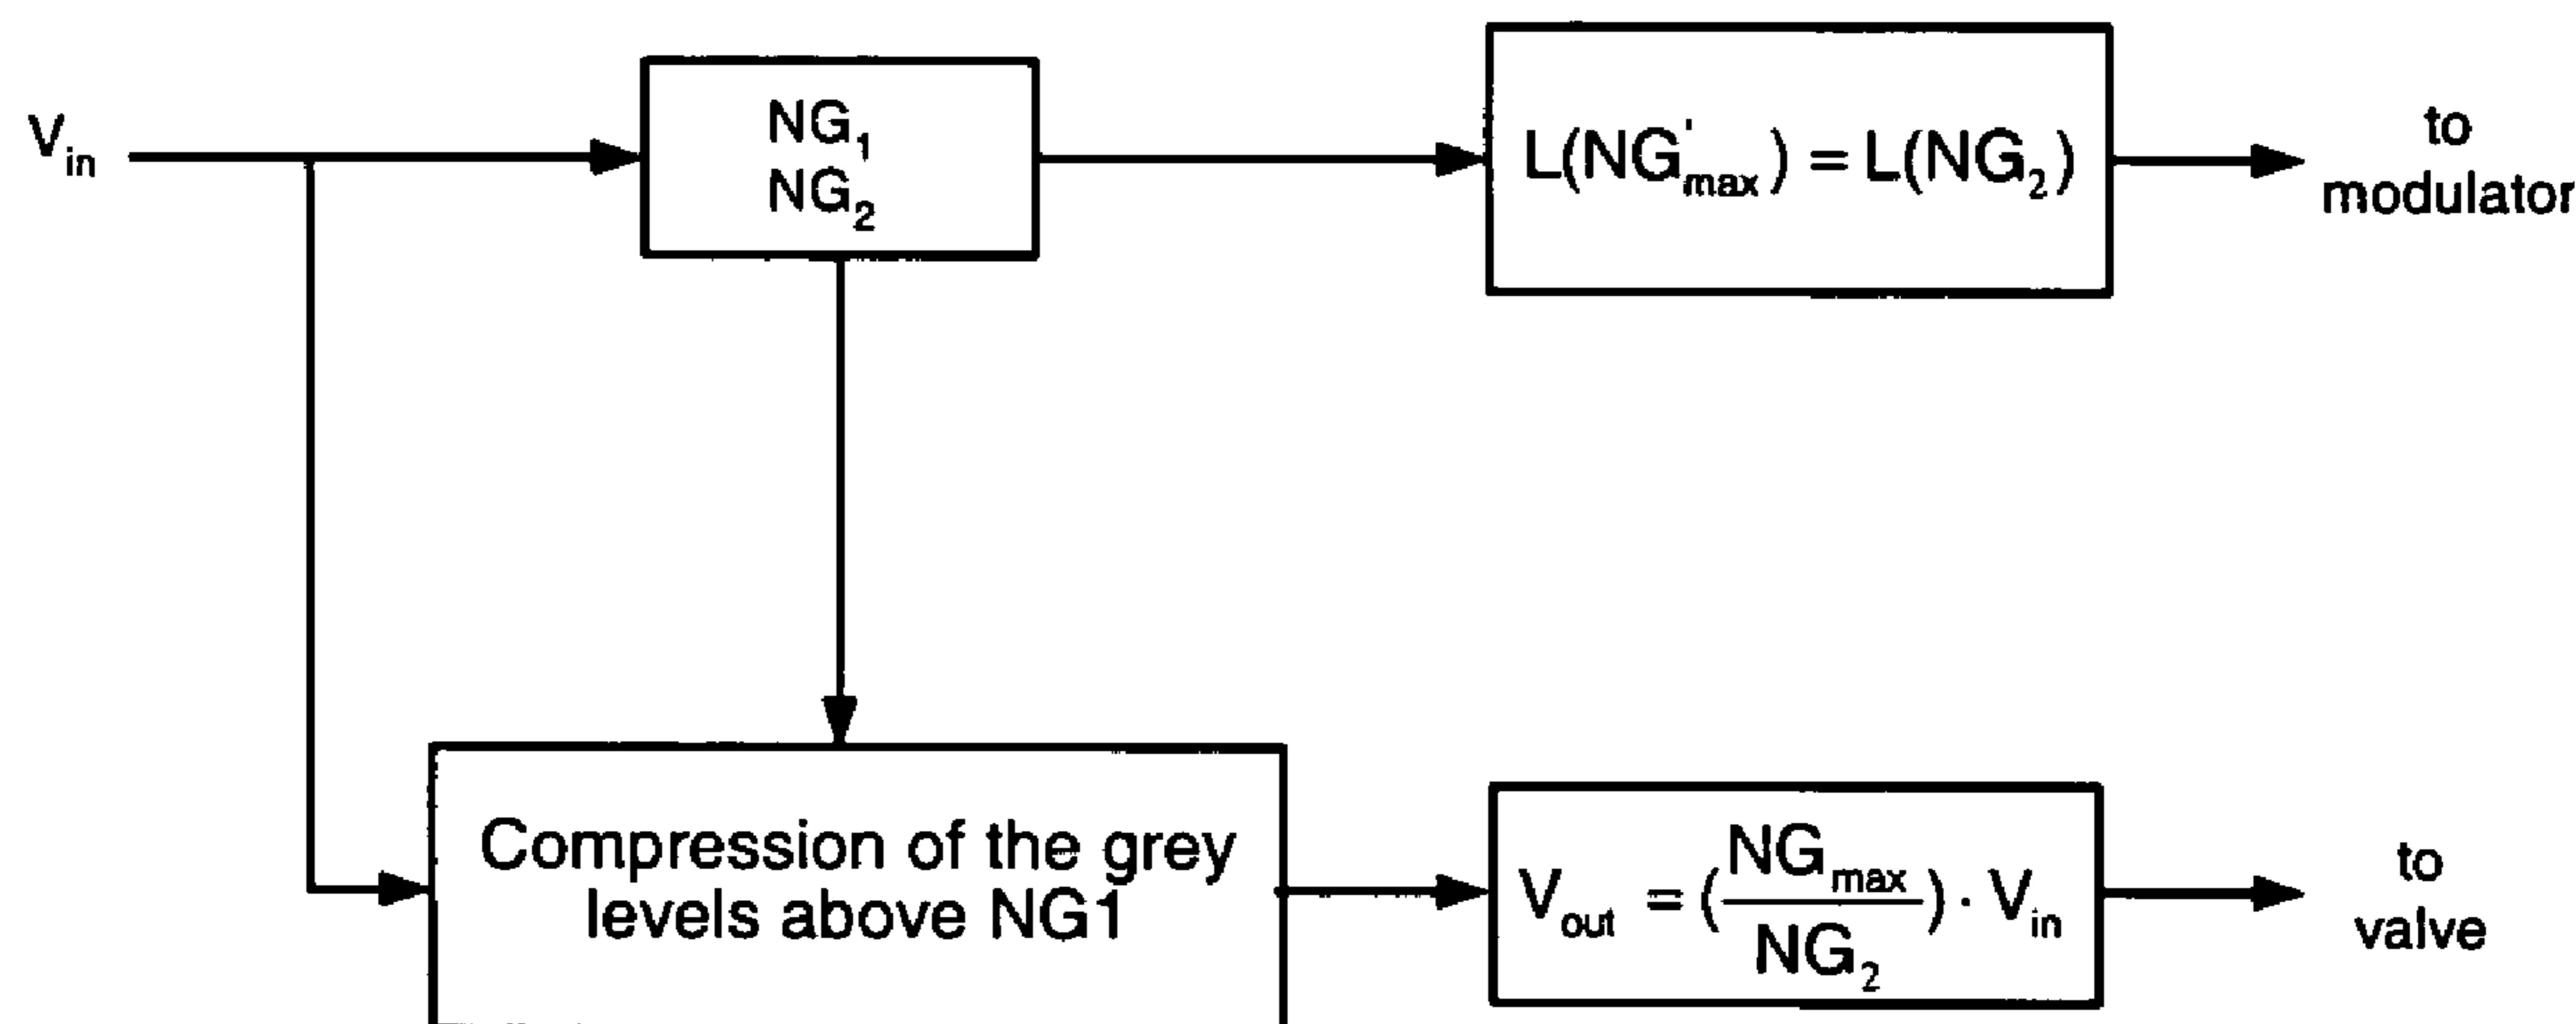 V_in
NG_1
NG_2
L(NG'_max) = L(NG_2)
to
modulator
Compression of the grey
levels above NG1
V_out = (NG_max / NG_2) · V_in
to
valve